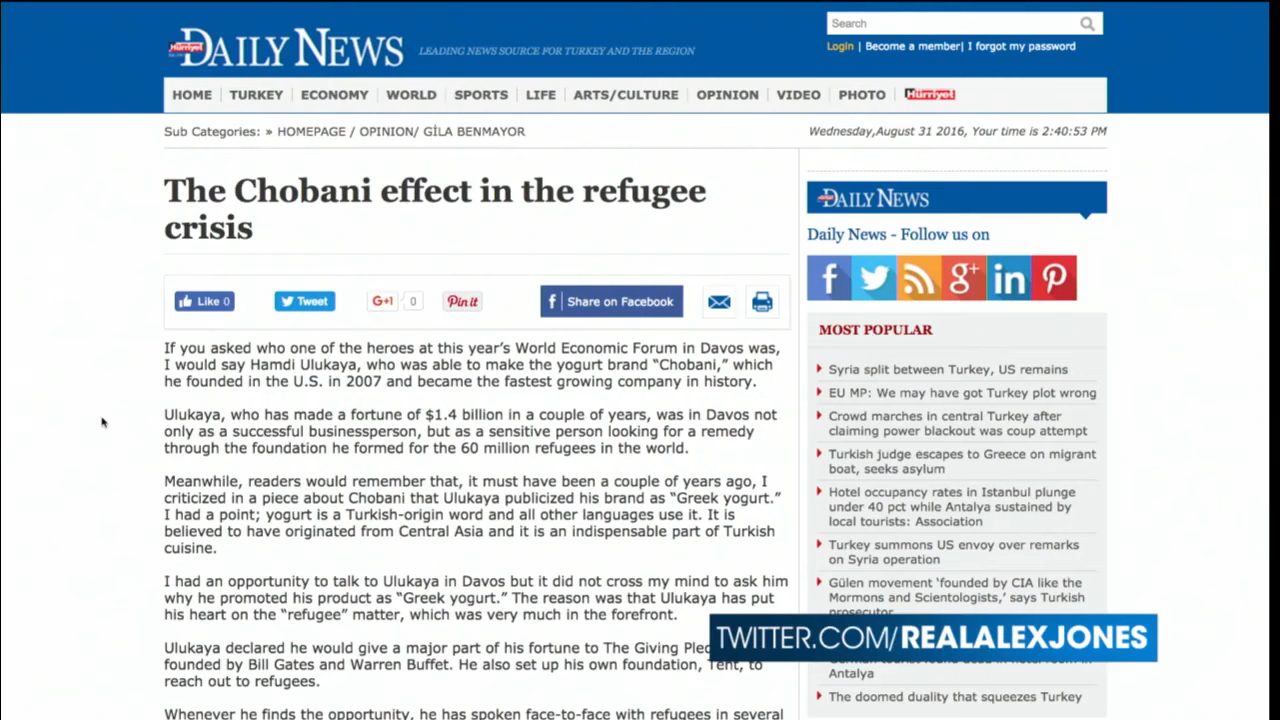 Search
Hürriyet DAILY NEWS LEADING NEWS SOURCE FOR TURKEY AND THE REGION
Login | Become a member| I forgot my password
HOME TURKEY ECONOMY WORLD SPORTS LIFE ARTS/CULTURE OPINION VIDEO PHOTO Hürriyet
Sub Categories: » HOMEPAGE / OPINION/ GİLA BENMAYOR
Wednesday,August 31 2016, Your time is 2:40:53 PM
The Chobani effect in the refugee
crisis
Like 0 Tweet G+1 0 Pin it f Share on Facebook
If you asked who one of the heroes at this year's World Economic Forum in Davos was,
I would say Hamdi Ulukaya, who was able to make the yogurt brand “Chobani,” which
he founded in the U.S. in 2007 and became the fastest growing company in history.
Ulukaya, who has made a fortune of $1.4 billion in a couple of years, was in Davos not
only as a successful businessperson, but as a sensitive person looking for a remedy
through the foundation he formed for the 60 million refugees in the world.
Meanwhile, readers would remember that, it must have been a couple of years ago, I
criticized in a piece about Chobani that Ulukaya publicized his brand as “Greek yogurt.”
I had a point; yogurt is a Turkish-origin word and all other languages use it. It is
believed to have originated from Central Asia and it is an indispensable part of Turkish
cuisine.
I had an opportunity to talk to Ulukaya in Davos but it did not cross my mind to ask him
why he promoted his product as “Greek yogurt.” The reason was that Ulukaya has put
his heart on the “refugee” matter, which was very much in the forefront.
Ulukaya declared he would give a major part of his fortune to The Giving
founded by Bill Gates and Warren Buffet. He also set up his own foundation, Tent, to
reach out to refugees.
Whenever he finds the opportunity, he has spoken face-to-face with refugees in several
DAILY NEWS
Daily News - Follow us on
f g+ in
MOST POPULAR
Syria split between Turkey, US remains
EU MP: We may have got Turkey plot wrong
Crowd marches in central Turkey after
claiming power blackout was coup attempt
Turkish judge escapes to Greece on migrant
boat, seeks asylum
Hotel occupancy rates in Istanbul plunge
under 40 pct while Antalya sustained by
local tourists: Association
Turkey summons US envoy over remarks
on Syria operation
Gülen movement ‘founded by CIA like the
Mormons and Scientologists,’ says Turkish
prosecutor
TWITTER.COM/REALALEXJONES
Antalya
The doomed duality that squeezes Turkey